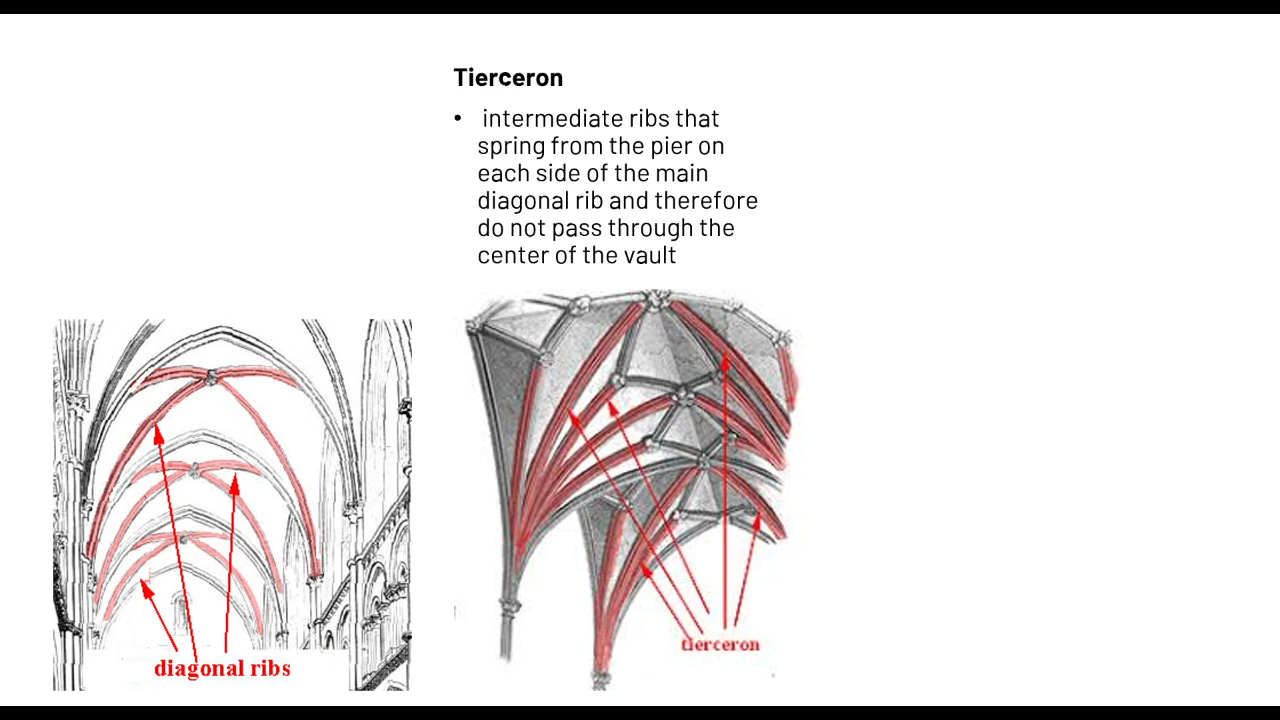 Tierceron
• intermediate ribs that
spring from the pier on
each side of the main
diagonal rib and therefore
do not pass through the
center of the vault
diagonal ribs
tierceron